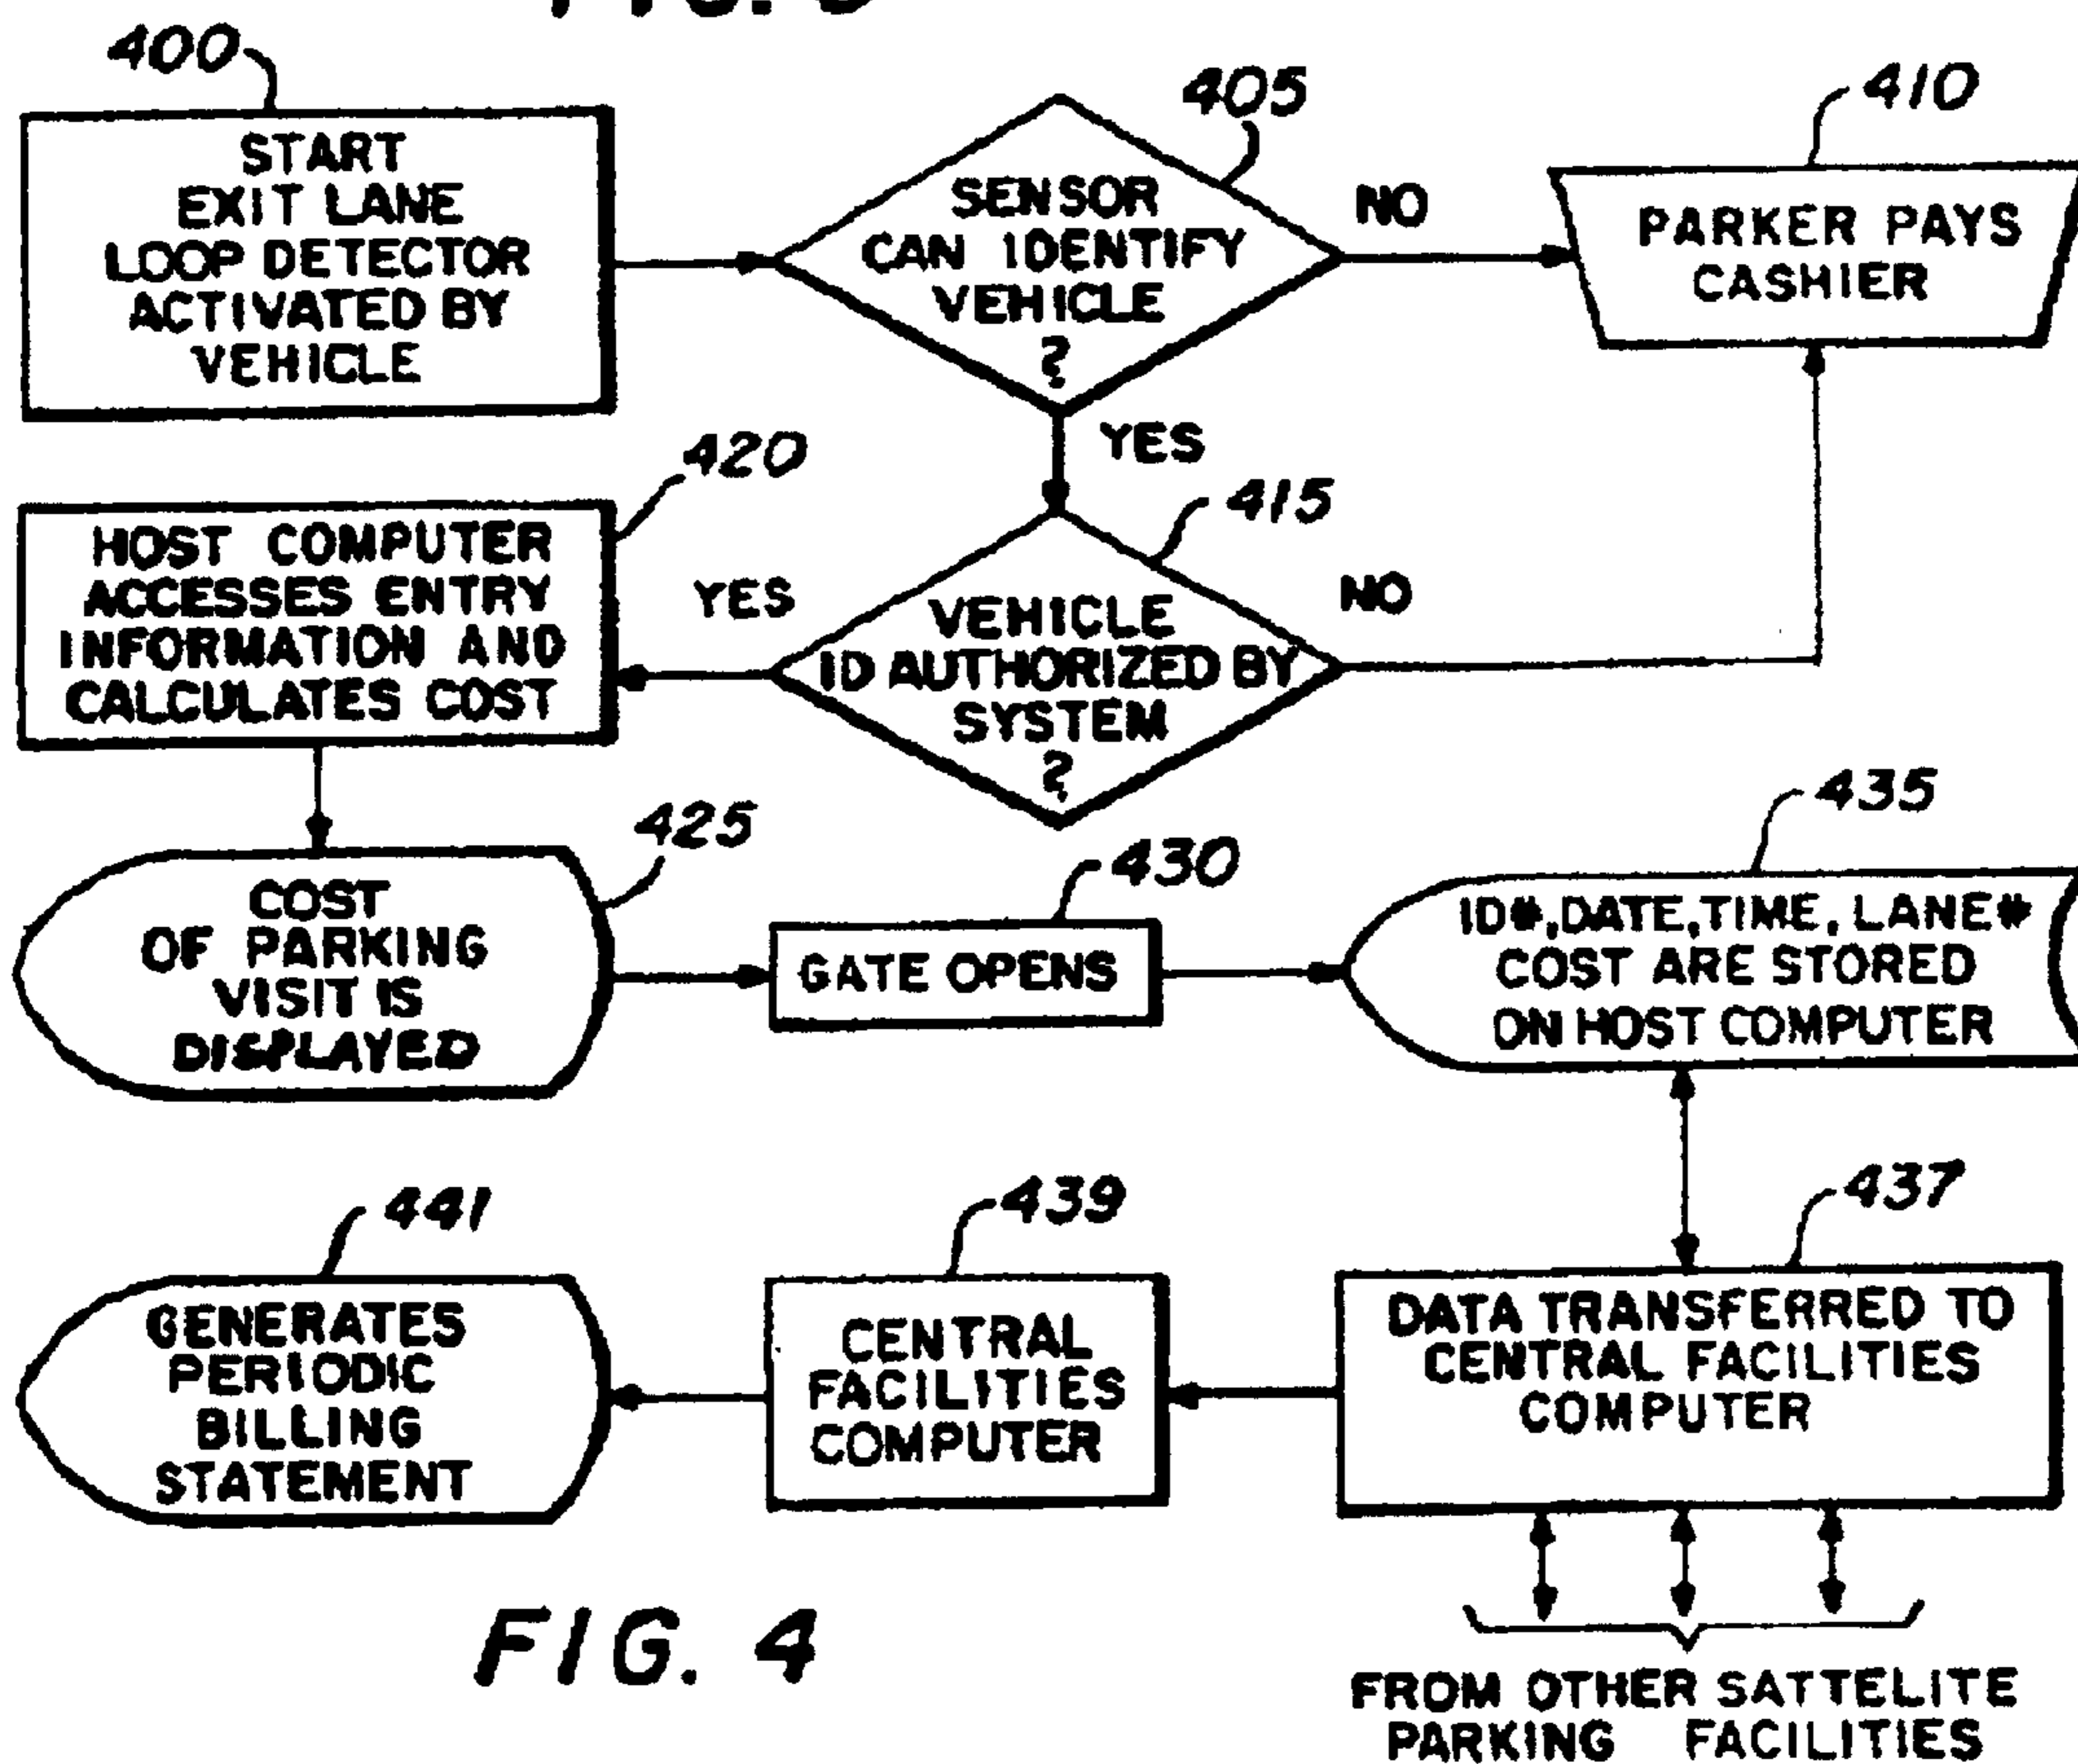 400
START
EXIT LANE
LOOP DETECTOR
ACTIVATED BY
VEHICLE
405
SENSOR
CAN IDENTIFY
VEHICLE
?
NO
YES
410
PARKER PAYS
CASHIER
415
VEHICLE
ID AUTHORIZED BY
SYSTEM
?
NO
YES
420
HOST COMPUTER
ACCESSES ENTRY
INFORMATION AND
CALCULATES COST
425
COST
OF PARKING
VISIT IS
DISPLAYED
430
GATE OPENS
435
ID#,DATE,TIME, LANE#
COST ARE STORED
ON HOST COMPUTER
437
DATA TRANSFERRED TO
CENTRAL FACILITIES
COMPUTER
FROM OTHER SATTELITE
PARKING FACILITIES
439
CENTRAL
FACILITIES
COMPUTER
441
GENERATES
PERIODIC
BILLING
STATEMENT
FIG. 4